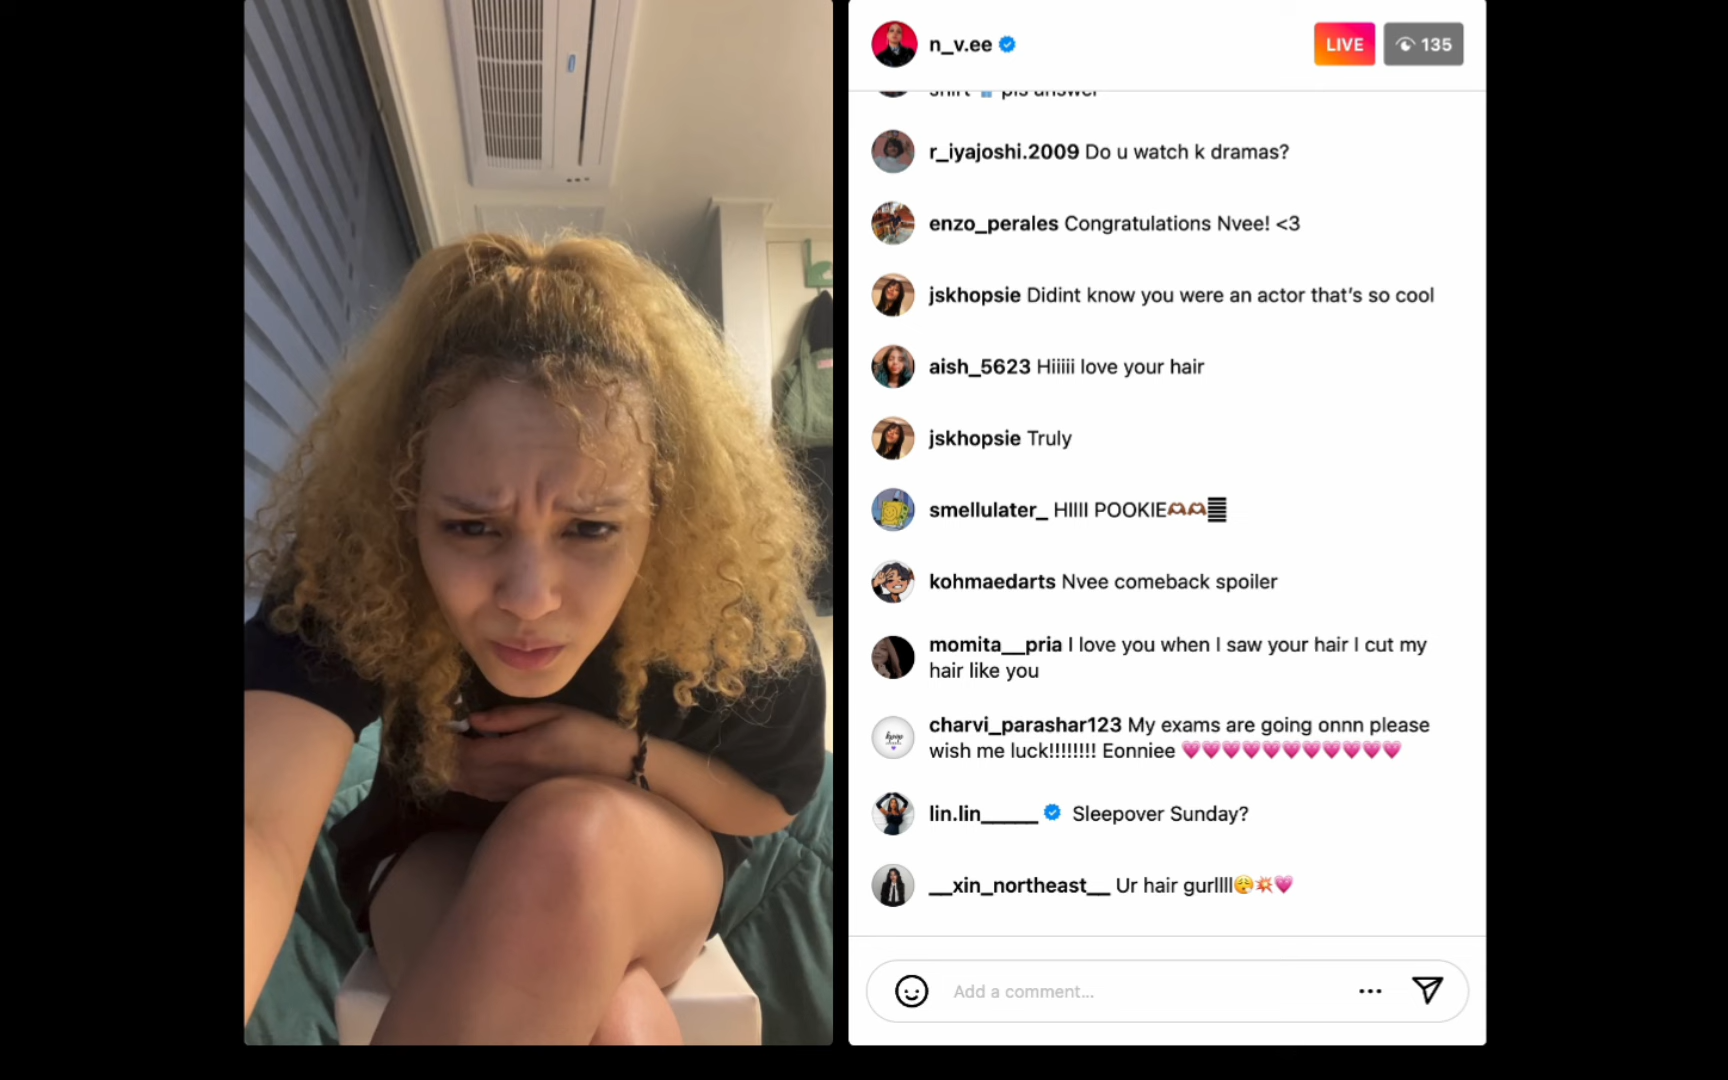 n_v.ee
LIVE
135
pls answer
r_iyajoshi.2009 Do u watch k dramas?
enzo_perales Congratulations Nvee! <3
jskhopsie Didint know you were an actor that's so cool
aish_5623 Hiiiii love your hair
jskhopsie Truly
smellulater_ HIIII POOKIE🫶🏾🫶🏾
kohmaedarts Nvee comeback spoiler
momita__pria I love you when I saw your hair I cut my
hair like you
charvi_parashar123 My exams are going onnn please
wish me luck!!!!!!!! Eonniee 💗💗💗💗💗💗💗💗💗💗💗
lin.lin_____ Sleepover Sunday?
__xin_northeast__ Ur hair gurllll😮‍💨💥💗
Add a comment...